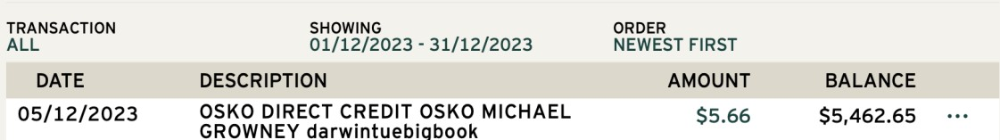 TRANSACTION SHOWING ORDER
ALL 01/12/2023 - 31/12/2023 NEWEST FIRST
DATE DESCRIPTION AMOUNT BALANCE
05/12/2023 OSKO DIRECT CREDIT OSKO MICHAEL $5.66 $5,462.65 ...
GROWNEY darwintuebigbook